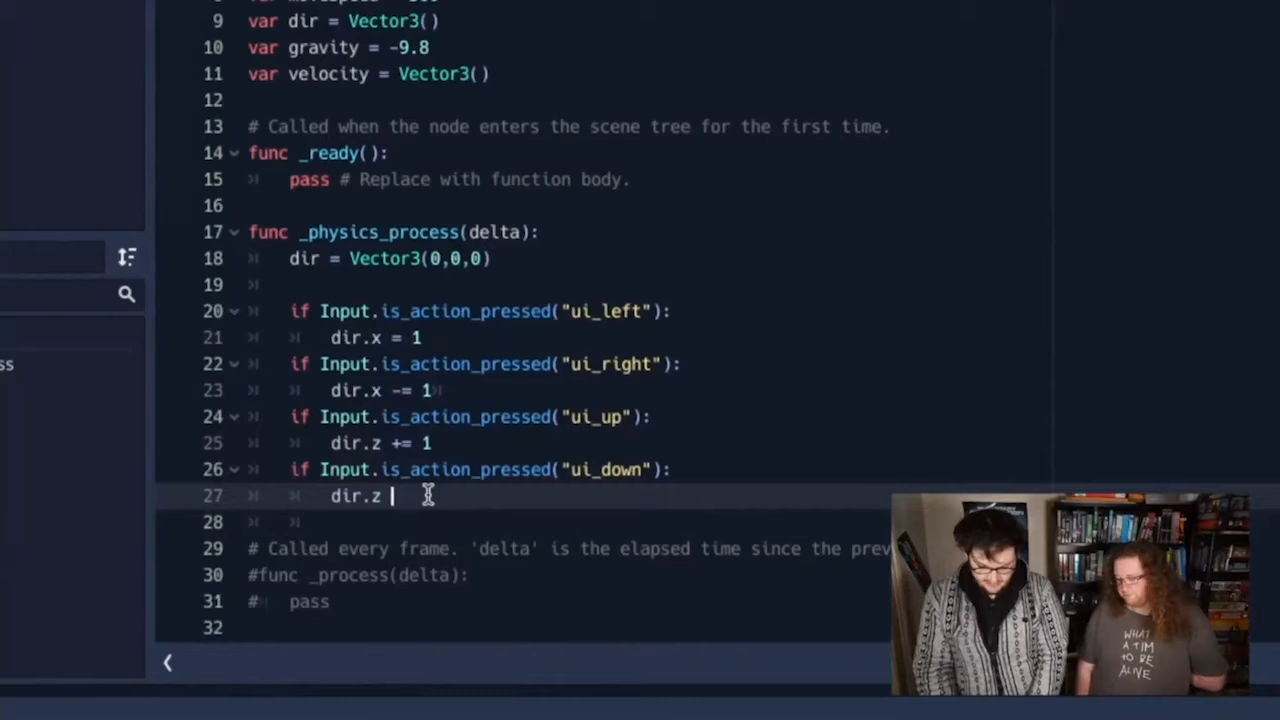 9 var dir = Vector3()
10 var gravity = -9.8
11 var velocity = Vector3()
12
13 # Called when the node enters the scene tree for the first time.
14 func _ready():
15 pass # Replace with function body.
16
17 func _physics_process(delta):
18 dir = Vector3(0,0,0)
19
20 if Input.is_action_pressed("ui_left"):
21 dir.x = 1
22 if Input.is_action_pressed("ui_right"):
23 dir.x -= 1
24 if Input.is_action_pressed("ui_up"):
25 dir.z += 1
26 if Input.is_action_pressed("ui_down"):
27 dir.z
28
29 # Called every frame. 'delta' is the elapsed time since the prev
30 #func _process(delta):
31 # pass
32
ss
WHAT
A TIM
TO BE
ALIVE